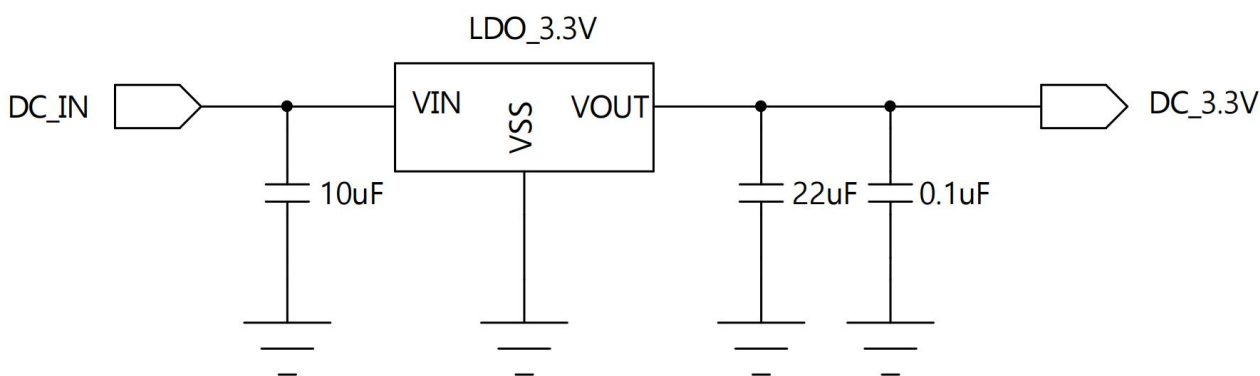 LDO_3.3V
DC_IN
VIN
VSS
VOUT
DC_3.3V
10uF
22uF
0.1uF